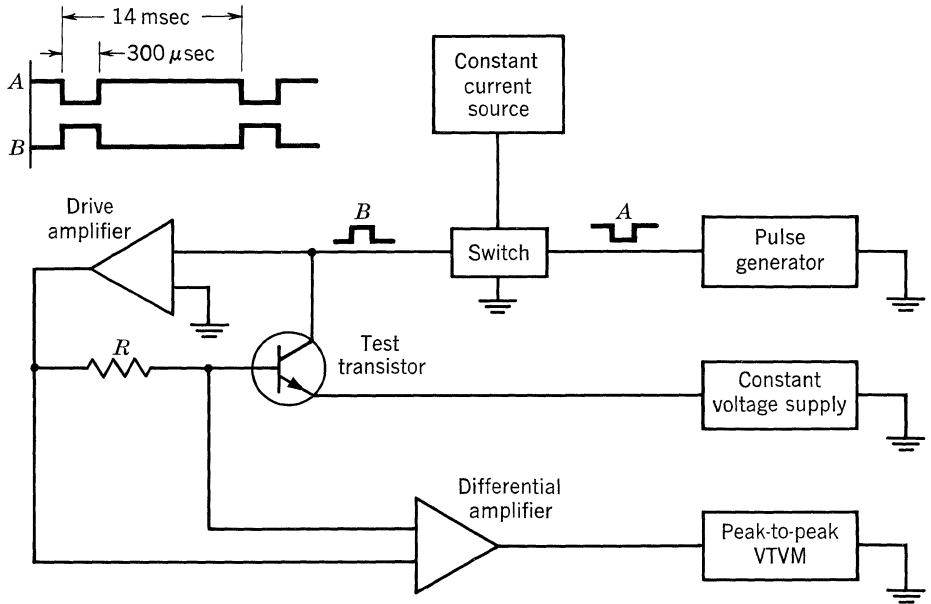 14 msec
300 μsec
A
B
Constant
current
source
Drive
amplifier
B
A
Switch
Pulse
generator
R
Test
transistor
Constant
voltage supply
Differential
amplifier
Peak-to-peak
VTVM